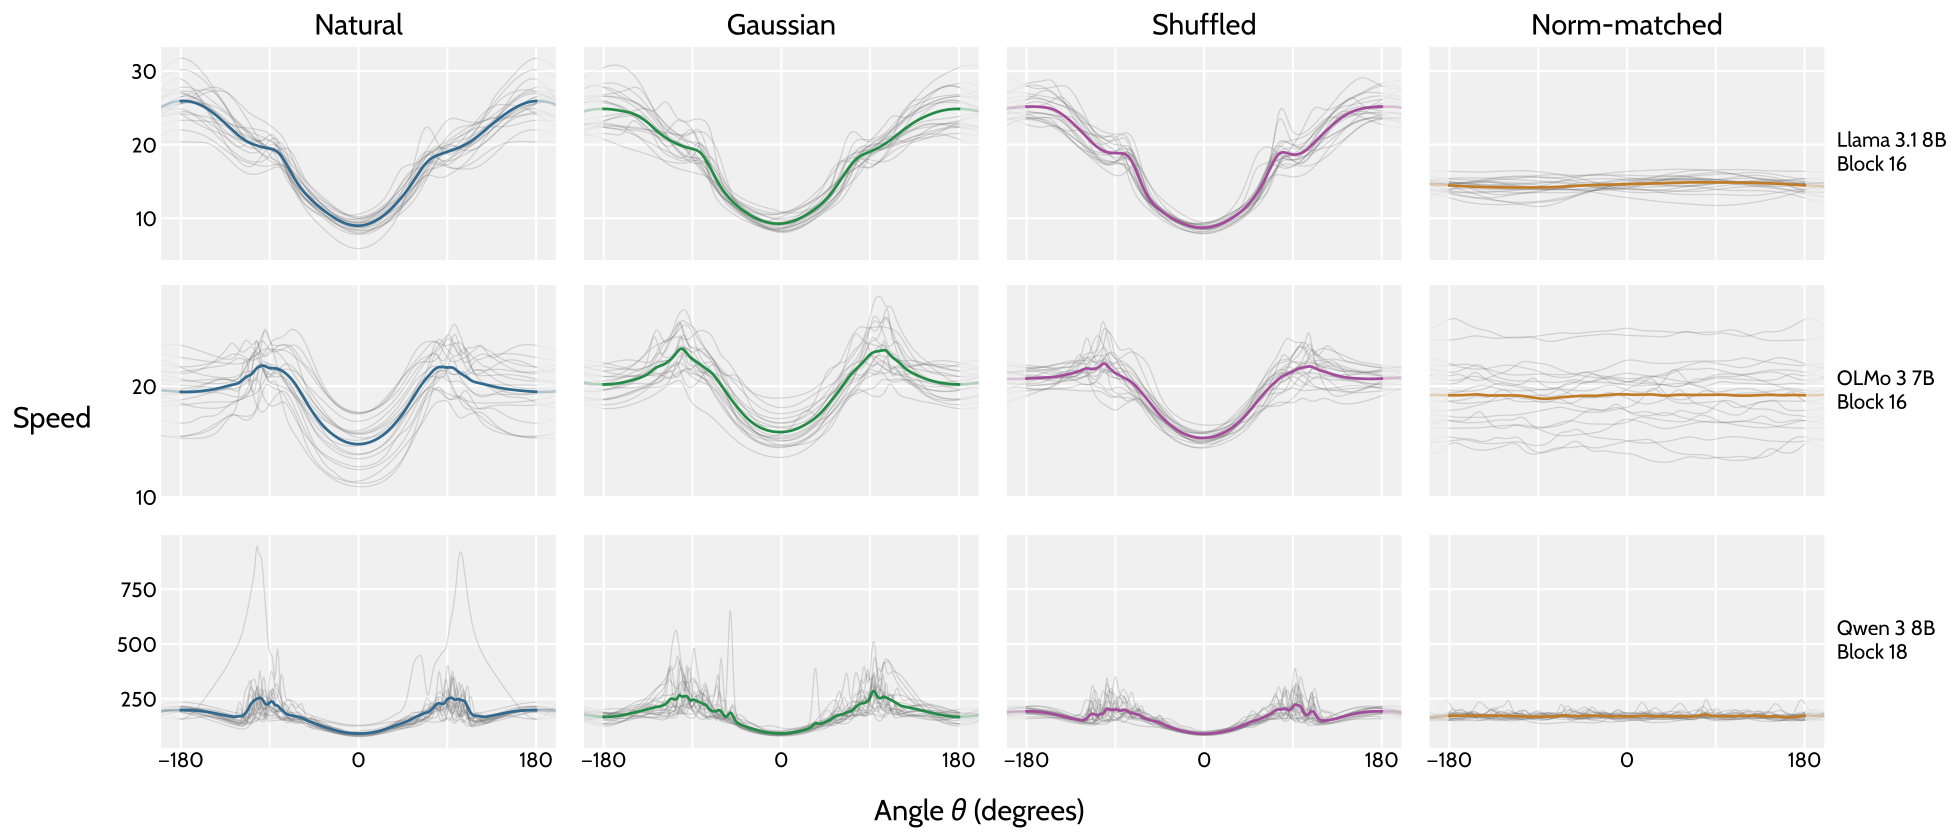 Natural
Gaussian
Shuffled
Norm-matched
30
20
10
Llama 3.1 8B
Block 16
Speed
20
10
OLMo 3 7B
Block 16
750
500
250
Qwen 3 8B
Block 18
−180
0
180
−180
0
180
−180
0
180
−180
0
180
Angle θ (degrees)